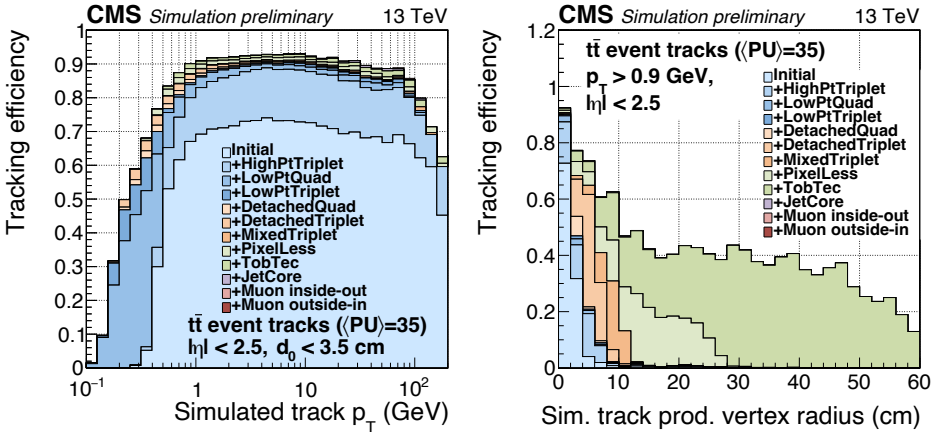 CMS Simulation preliminary 13 TeV
Tracking efficiency
1
0.9
0.8
0.7
0.6
0.5
0.4
0.3
0.2
0.1
0
Initial
+HighPtTriplet
+LowPtQuad
+LowPtTriplet
+DetachedQuad
+DetachedTriplet
+MixedTriplet
+PixelLess
+TobTec
+JetCore
+Muon inside-out
+Muon outside-in
tt̄ event tracks (⟨PU⟩=35)
|η| < 2.5, d₀ < 3.5 cm
10⁻¹ 1 10 10²
Simulated track p_T (GeV)
CMS Simulation preliminary 13 TeV
Tracking efficiency
1.2
1
0.8
0.6
0.4
0.2
0
tt̄ event tracks (⟨PU⟩=35)
p_T > 0.9 GeV,
|η| < 2.5
Initial
+HighPtTriplet
+LowPtQuad
+LowPtTriplet
+DetachedQuad
+DetachedTriplet
+MixedTriplet
+PixelLess
+TobTec
+JetCore
+Muon inside-out
+Muon outside-in
0 10 20 30 40 50 60
Sim. track prod. vertex radius (cm)